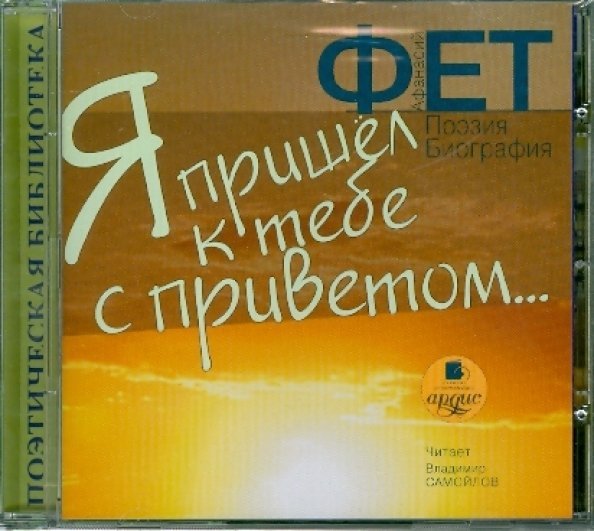 ПОЭТИЧЕСКАЯ БИБЛИОТЕКА
Афанасий
ФЕТ
Поэзия
Биография
Я пришёл
к тебе
с приветом...
ардис
Читает
Владимир
САМОЙЛОВ